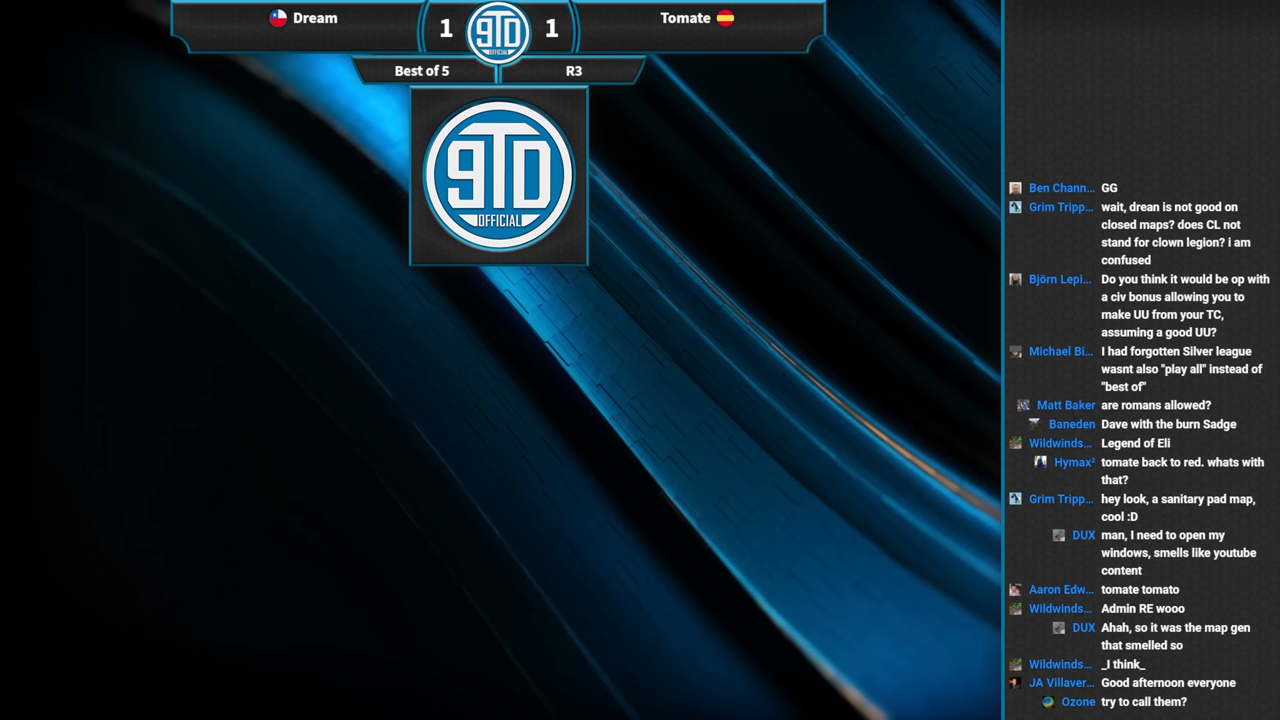 Dream
1
9TD
OFFICIAL
1
Tomate
Best of 5
R3
9TD
OFFICIAL
Ben Chann... GG
Grim Tripp... wait, drean is not good on
closed maps? does CL not
stand for clown legion? i am
confused
Björn Lepi... Do you think it would be op with
a civ bonus allowing you to
make UU from your TC,
assuming a good UU?
Michael Bi... I had forgotten Silver league
wasnt also "play all" instead of
"best of"
Matt Baker are romans allowed?
Baneden Dave with the burn Sadge
Wildwinds... Legend of Eli
Hymax² tomate back to red. whats with
that?
Grim Tripp... hey look, a sanitary pad map,
cool :D
DUX man, I need to open my
windows, smells like youtube
content
Aaron Edw... tomate tomato
Wildwinds... Admin RE wooo
DUX Ahah, so it was the map gen
that smelled so
Wildwinds... _I think_
JA Villaver... Good afternoon everyone
Ozone try to call them?